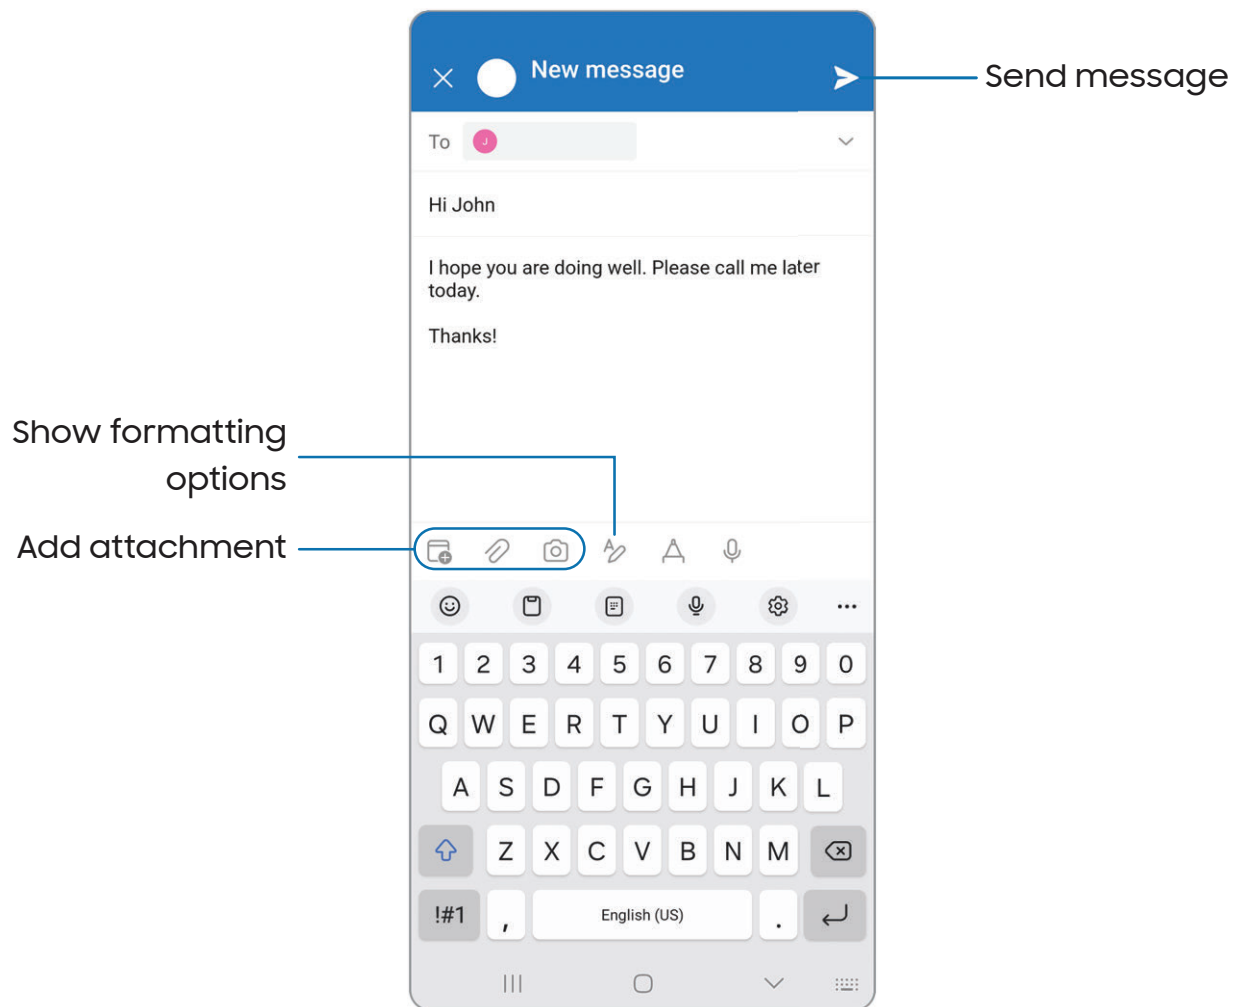 New message
Send message
To
J
Hi John
I hope you are doing well. Please call me later
today.
Thanks!
Show formatting
options
Add attachment
1 2 3 4 5 6 7 8 9 0
Q W E R T Y U I O P
A S D F G H J K L
Z X C V B N M
!#1 , English (US) .